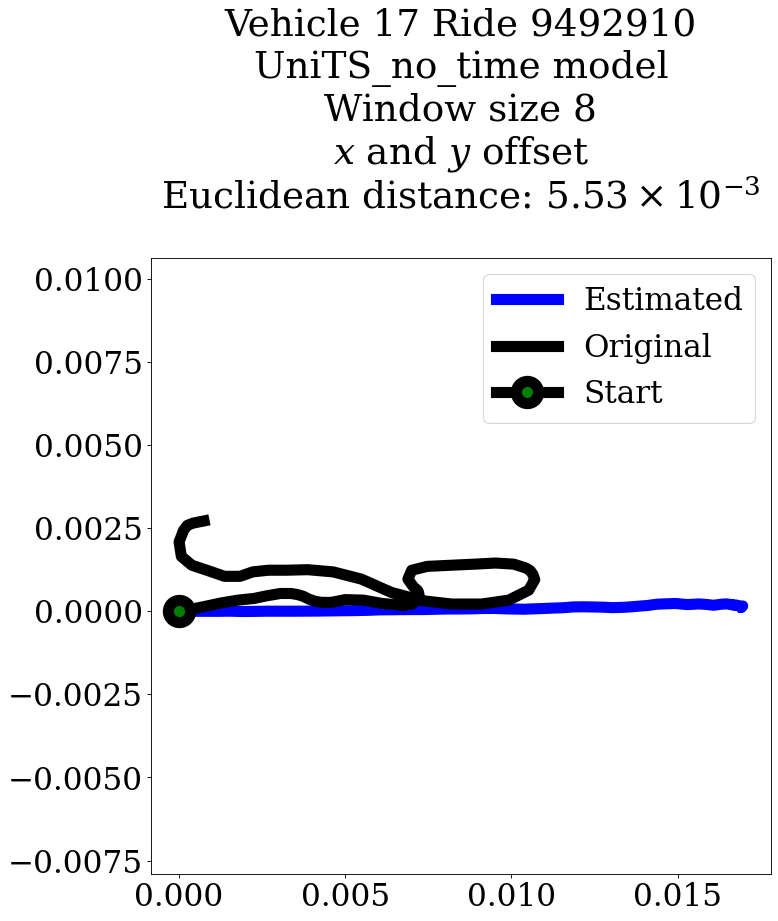 Vehicle 17 Ride 9492910
UniTS_no_time model
Window size 8
x and y offset
Euclidean distance: 5.53 × 10⁻³
Estimated
Original
Start
0.0100
0.0075
0.0050
0.0025
0.0000
−0.0025
−0.0050
−0.0075
0.000 0.005 0.010 0.015